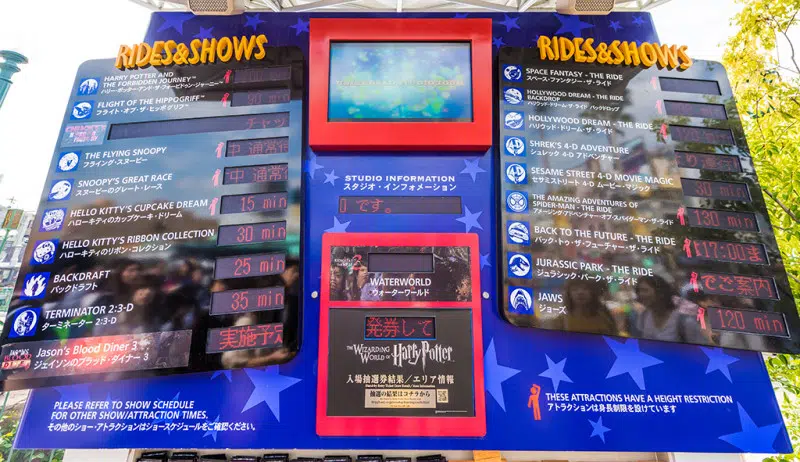 RIDES&SHOWS
HARRY POTTER AND
THE FORBIDDEN JOURNEY™
ハリー・ポッター・アンド・ザ・フォービドゥン・ジャーニー™
FLIGHT OF THE HIPPOGRIFF™
フライト・オブ・ザ・ヒッポグリフ™
チャッ
THE FLYING SNOOPY
フライング・スヌーピー
中 通常
SNOOPY'S GREAT RACE
スヌーピーのグレート・レース
中 通常
HELLO KITTY'S CUPCAKE DREAM
ハローキティのカップケーキ・ドリーム
15 min
HELLO KITTY'S RIBBON COLLECTION
ハローキティのリボン・コレクション
30 min
BACKDRAFT
バックドラフト
25 min
TERMINATOR 2:3-D
ターミネーター 2:3-D
35 min
Jason's Blood Diner 3
ジェイソンのブラッド・ダイナー 3
実施予定
PLEASE REFER TO SHOW SCHEDULE
FOR OTHER SHOW/ATTRACTION TIMES.
その他のショー・アトラクションはショースケジュールをご確認ください。
STUDIO INFORMATION
スタジオ・インフォメーション
です。
WATERWORLD
ウォーターワールド
発券して
THE WIZARDING
WORLD OF Harry Potter
入場抽選券結果/エリア情報
抽選の結果はコチラから
RIDES&SHOWS
SPACE FANTASY - THE RIDE
スペース・ファンタジー・ザ・ライド
HOLLYWOOD DREAM - THE RIDE
BACKDROP
ハリウッド・ドリーム・ザ・ライド バックドロップ
HOLLYWOOD DREAM - THE RIDE
ハリウッド・ドリーム・ザ・ライド
SHREK'S 4-D ADVENTURE
シュレック 4-D アドベンチャー
SESAME STREET 4-D MOVIE MAGIC
セサミストリート 4-D ムービー・マジック
30 min
THE AMAZING ADVENTURES OF
SPIDER-MAN - THE RIDE
アメージング・アドベンチャー・オブ・スパイダーマン・ザ・ライド
130 min
BACK TO THE FUTURE - THE RIDE
バック・トゥ・ザ・フューチャー・ザ・ライド
17:00ま
JURASSIC PARK - THE RIDE
ジュラシック・パーク・ザ・ライド
でご案内
JAWS
ジョーズ
120 min
THESE ATTRACTIONS HAVE A HEIGHT RESTRICTION
アトラクションは身長制限を設けています